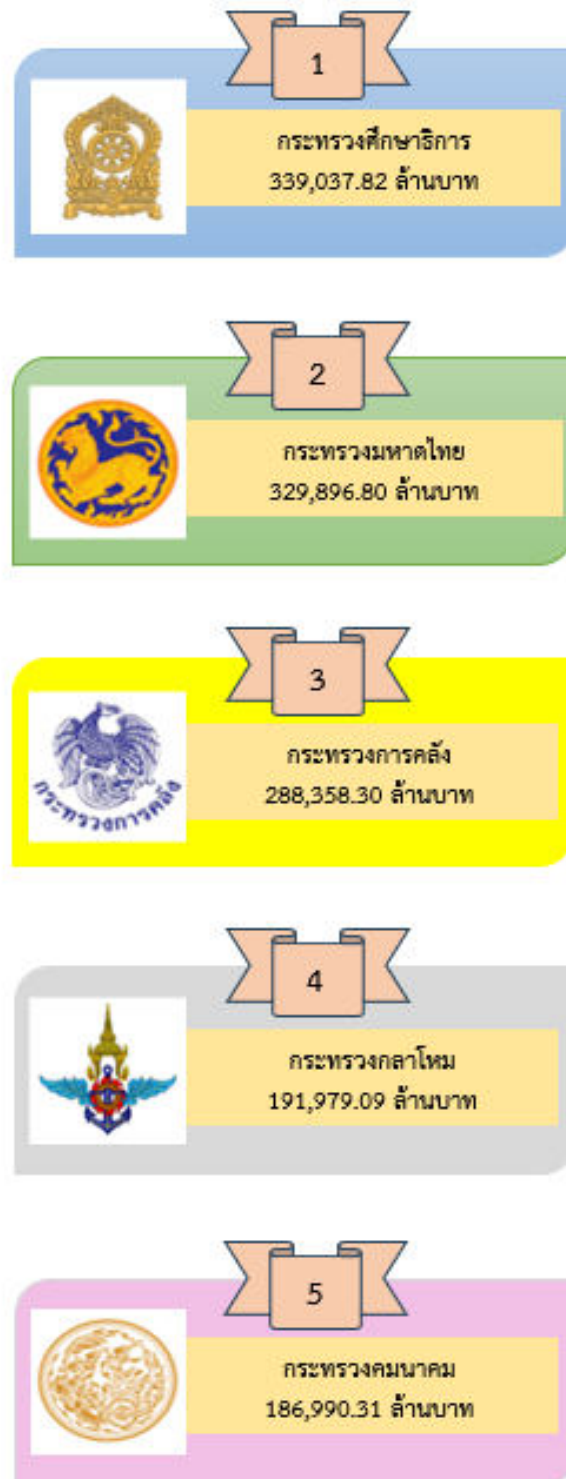 1
กระทรวงศึกษาธิการ
339,037.82 ล้านบาท
2
กระทรวงมหาดไทย
329,896.80 ล้านบาท
3
กระทรวงการคลัง
288,358.30 ล้านบาท
กระทรวงการคลัง
4
กระทรวงกลาโหม
191,979.09 ล้านบาท
5
กระทรวงคมนาคม
186,990.31 ล้านบาท